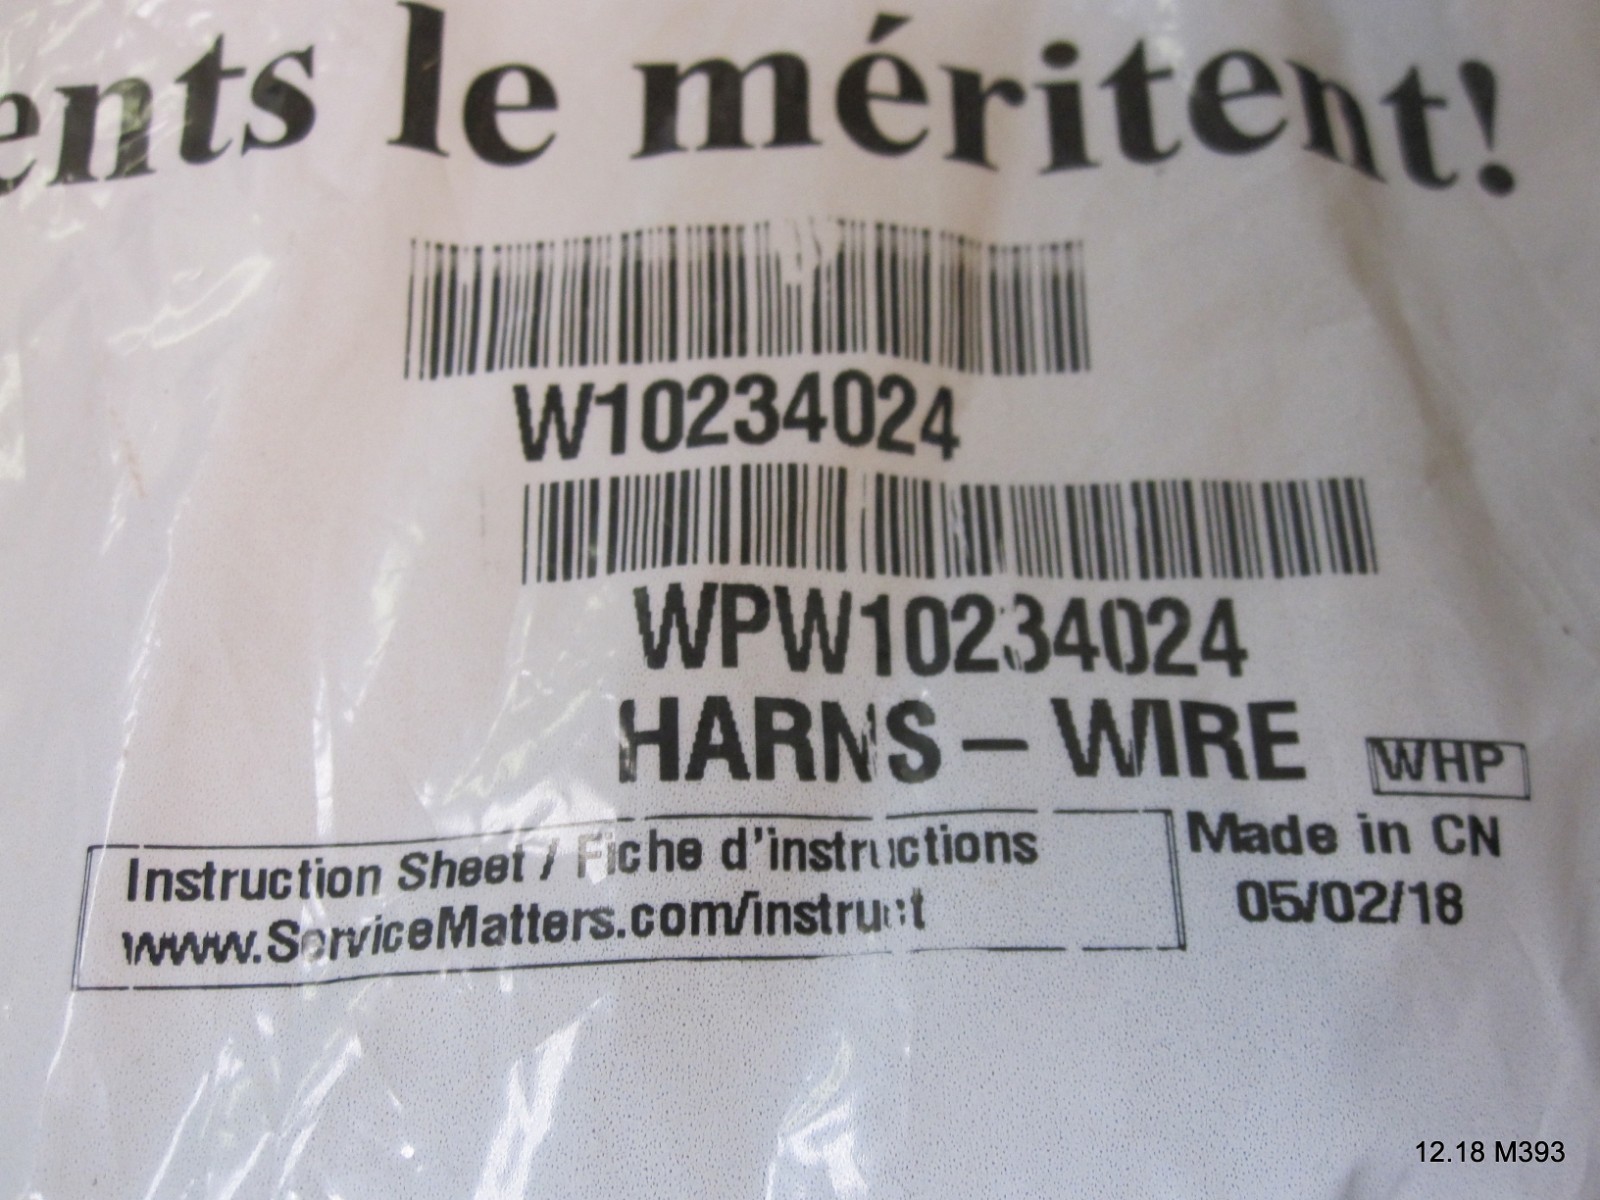 le méritent!
W10234024
WPW10234024
HARNS – WIRE
WHP
Instruction Sheet / Fiche d'instructions
www.ServiceMatters.com/instruct
Made in CN
05/02/18
12.18 M393